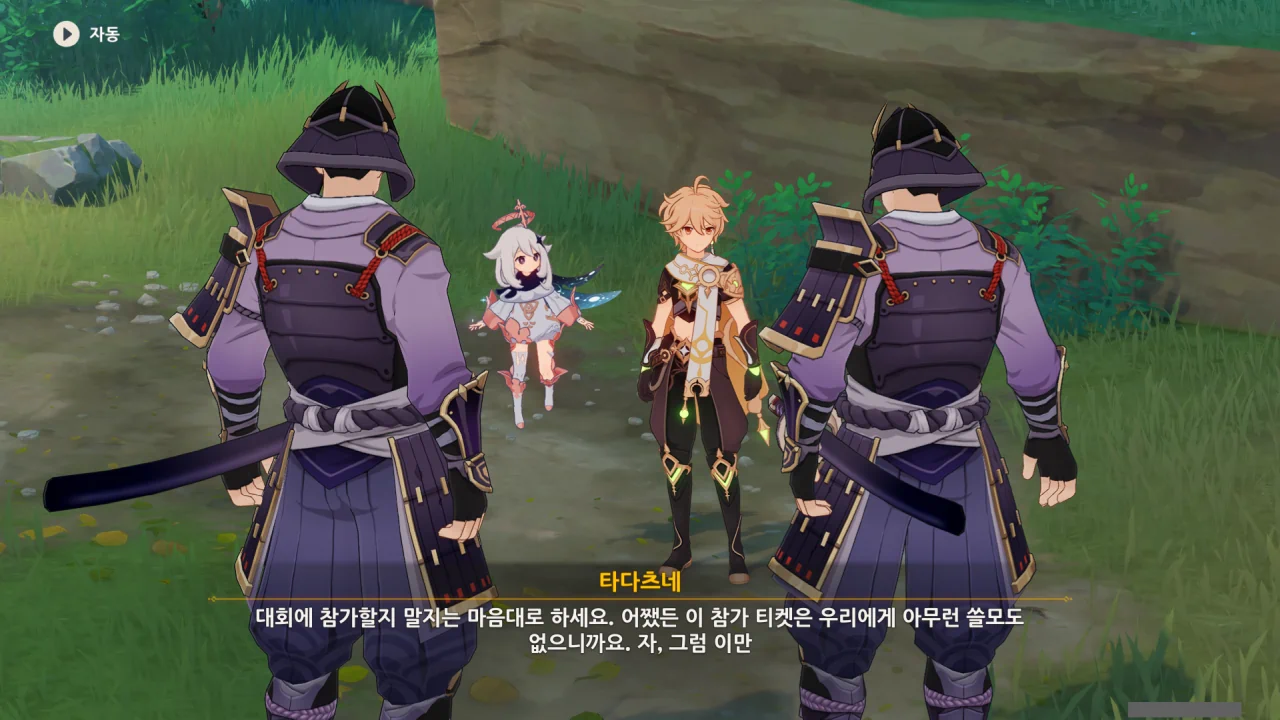 자동
타다츠네
대회에 참가할지 말지는 마음대로 하세요. 어쨌든 이 참가 티켓은 우리에게 아무런 쓸모도
없으니까요. 자, 그럼 이만